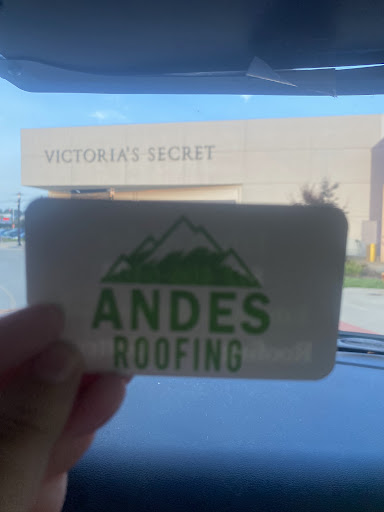 VICTORIA'S SECRET
ANDES
ROOFING